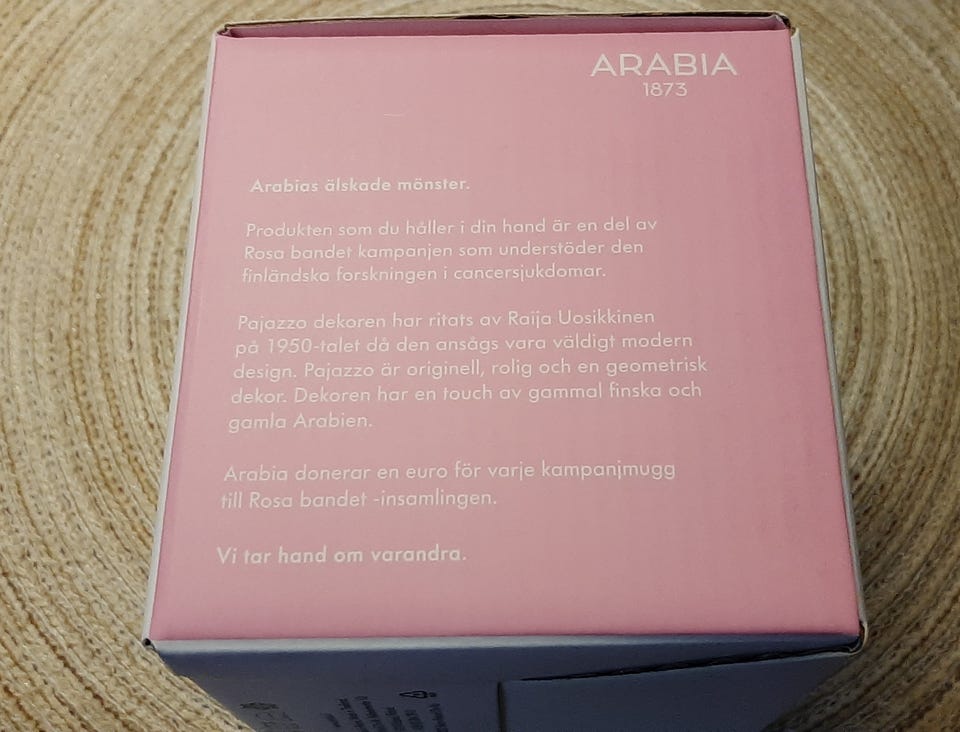 ARABIA
1873
Arabias älskade mönster.
Produkten som du håller i din hand är en del av
Rosa bandet kampanjen som understöder den
finländska forskningen i cancersjukdomar.
Pajazzo dekoren har ritats av Raija Uosikkinen
på 1950-talet då den ansågs vara väldigt modern
design. Pajazzo är originell, rolig och en geometrisk
dekor. Dekoren har en touch av gammal finska och
gamla Arabien.
Arabia donerar en euro för varje kampanjmugg
till Rosa bandet -insamlingen.
Vi tar hand om varandra.